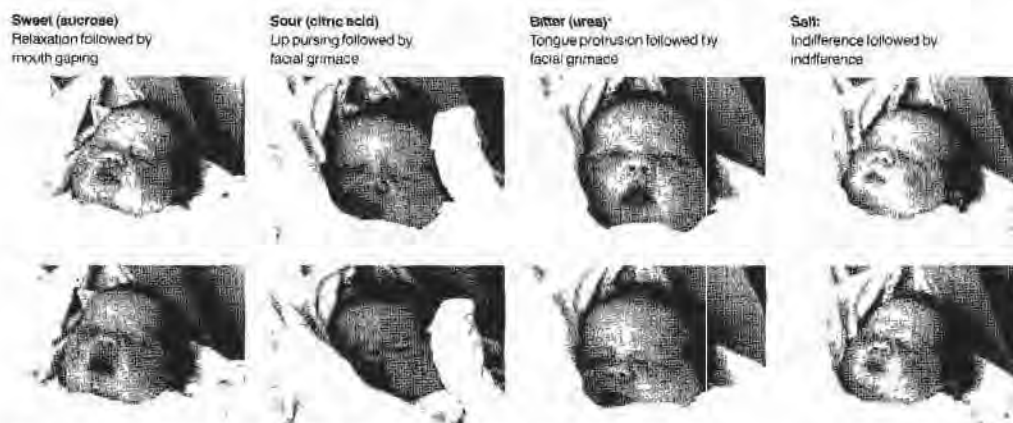 Sweet (sucrose)
Relaxation followed by
mouth gaping
Sour (citric acid)
Lip pursing followed by
facial grimace
Bitter (urea)
Tongue protrusion followed by
facial grimace
Salt:
Indifference followed by
indifference